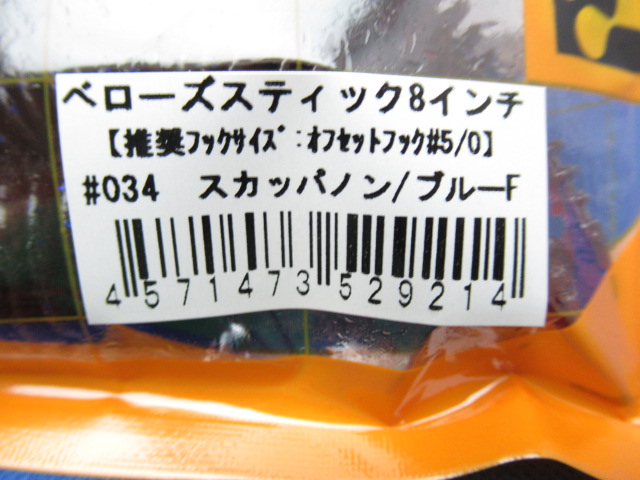 ベローズスティック8インチ
【推奨ﾌｯｸｻｲｽﾞ:ｵﾌｾｯﾄﾌｯｸ#5/0】
#034 スカッパノン/ブルーF
4571473529214